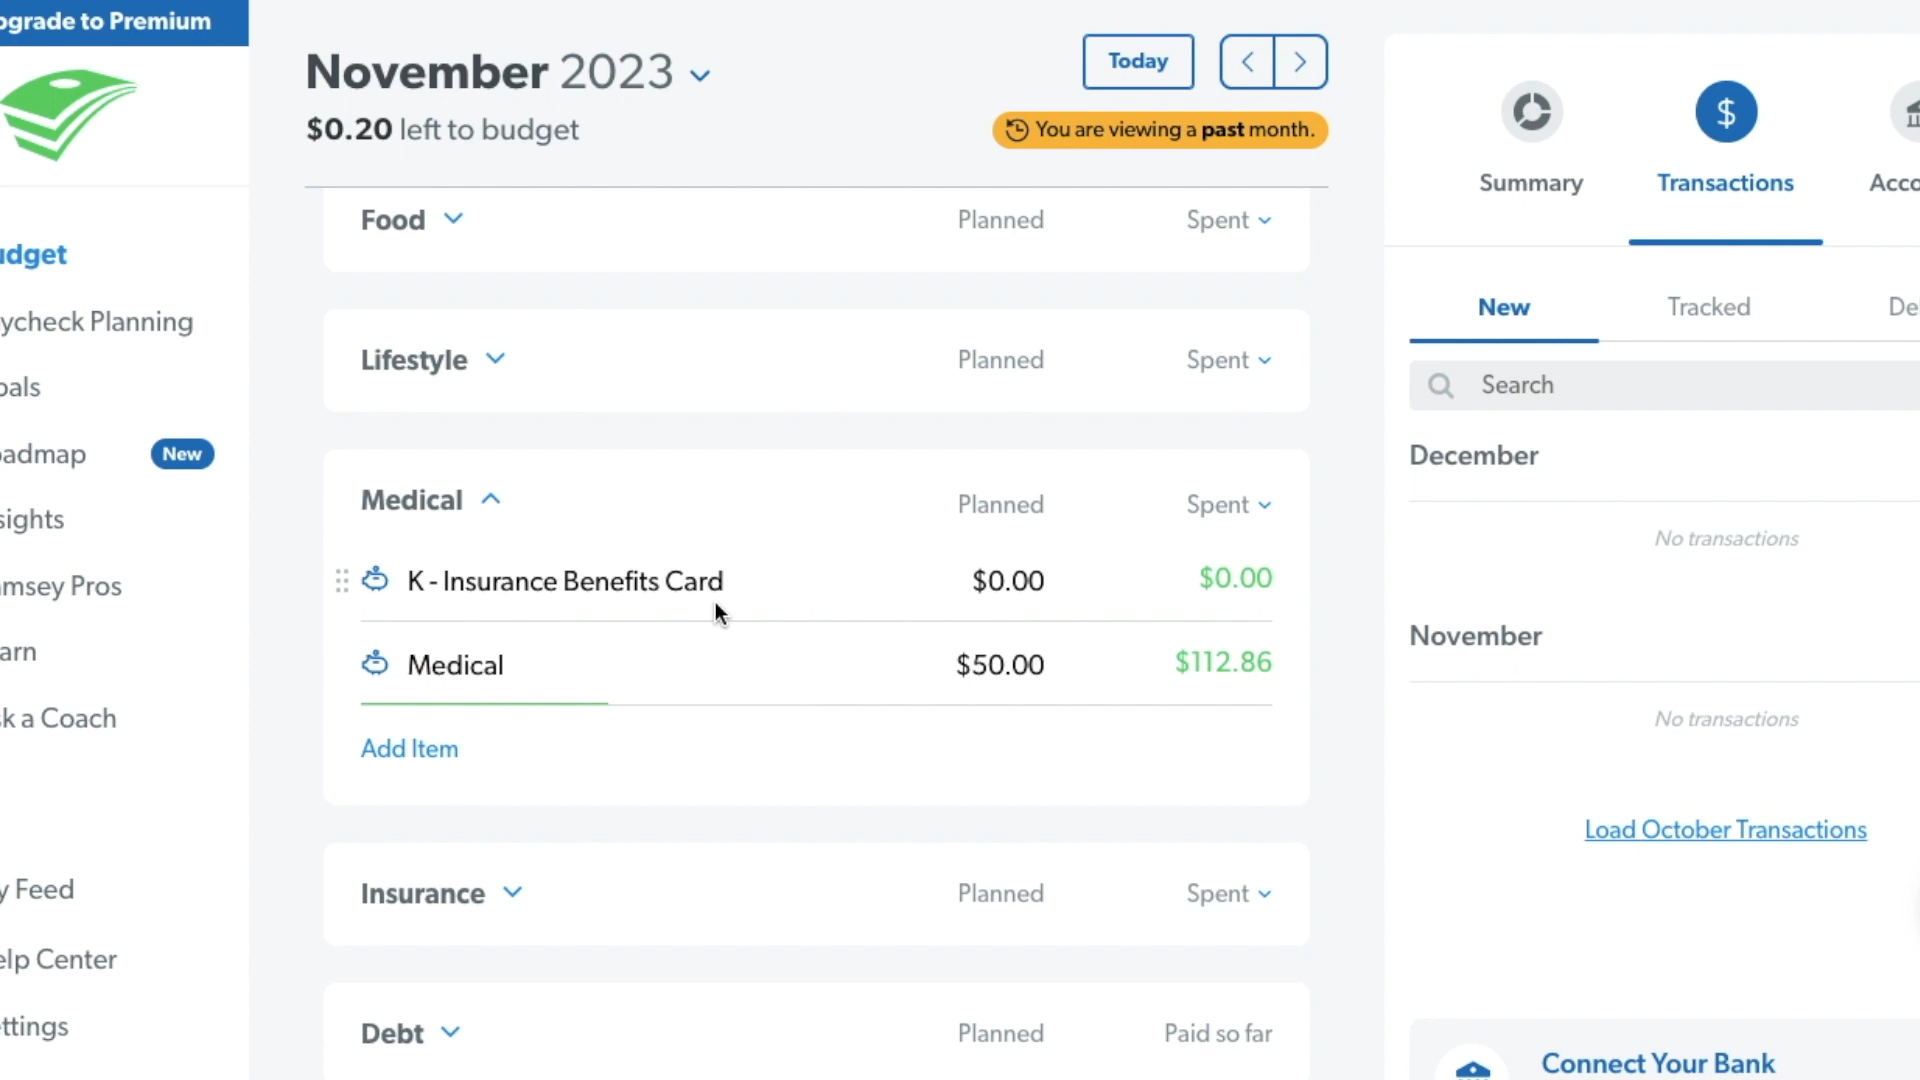 pgrade to Premium
udget
ycheck Planning
oals
oadmap New
sights
msey Pros
arn
sk a Coach
y Feed
elp Center
ettings
November 2023
$0.20 left to budget
Today
You are viewing a past month.
Food Planned Spent
Lifestyle Planned Spent
Medical Planned Spent
K - Insurance Benefits Card $0.00 $0.00
Medical $50.00 $112.86
Add Item
Insurance Planned Spent
Debt Planned Paid so far
$
Summary Transactions Acco
New Tracked De
Search
December
No transactions
November
No transactions
Load October Transactions
Connect Your Bank